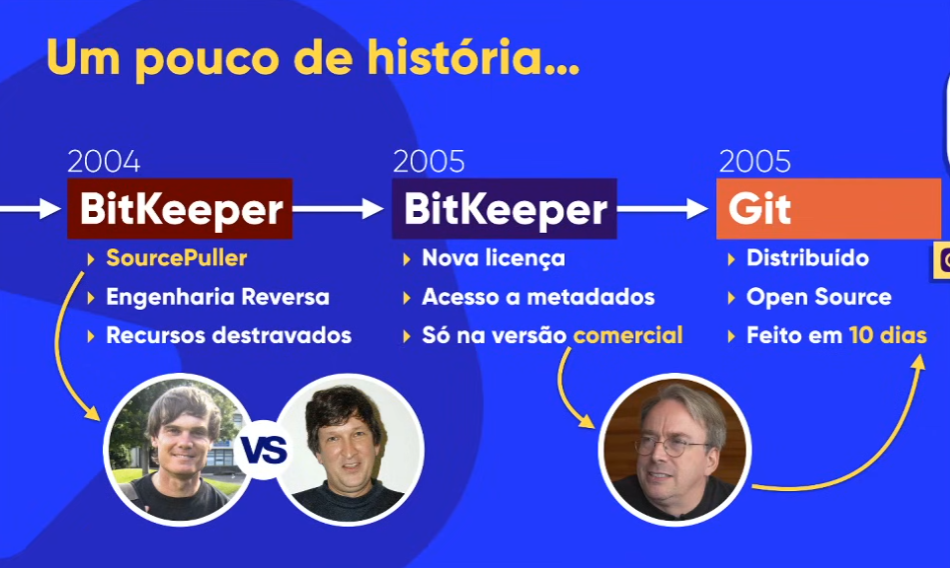 Um pouco de história...
2004
BitKeeper
SourcePuller
Engenharia Reversa
Recursos destravados
VS
2005
BitKeeper
Nova licença
Acesso a metadados
Só na versão comercial
2005
Git
Distribuído
Open Source
Feito em 10 dias